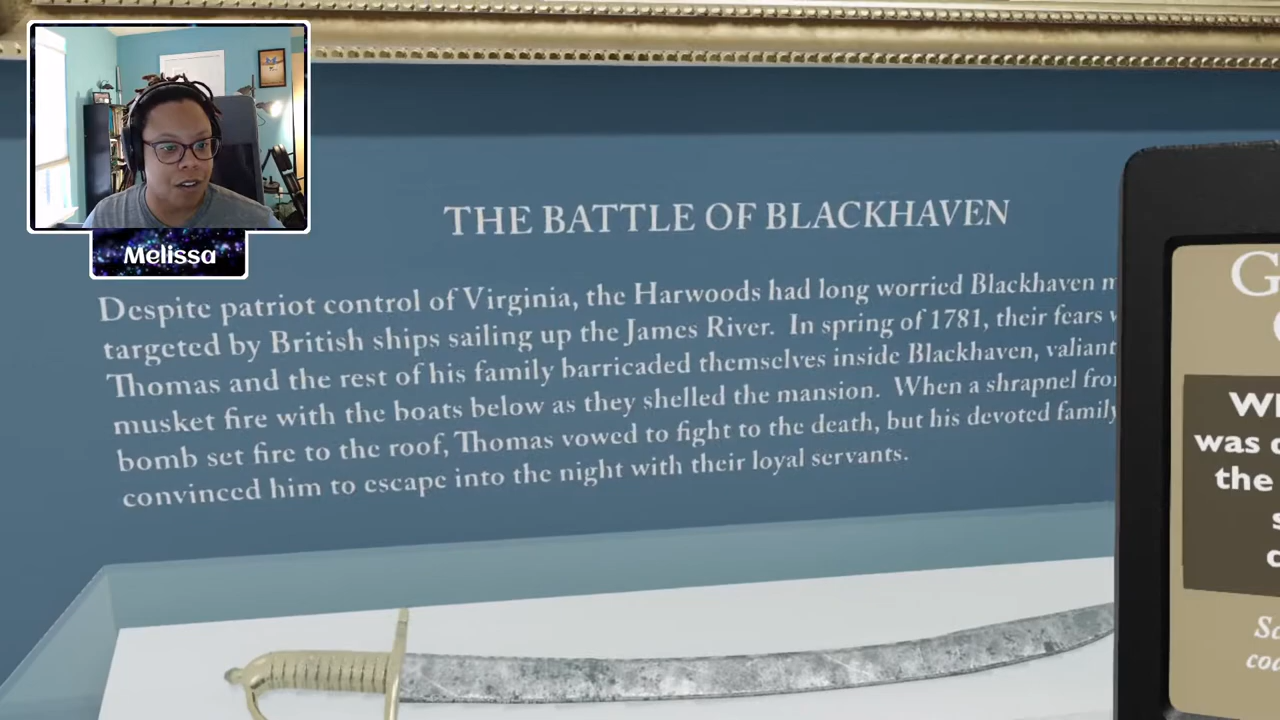 Melissa
THE BATTLE OF BLACKHAVEN
Despite patriot control of Virginia, the Harwoods had long worried Blackhaven
targeted by British ships sailing up the James River. In spring of 1781, their fears
Thomas and the rest of his family barricaded themselves inside Blackhaven,
musket fire with the boats below as they shelled the mansion. When a shrapnel
bomb set fire to the roof, Thomas vowed to fight to the death, but his devoted family
convinced him to escape into the night with their loyal servants.
was
the